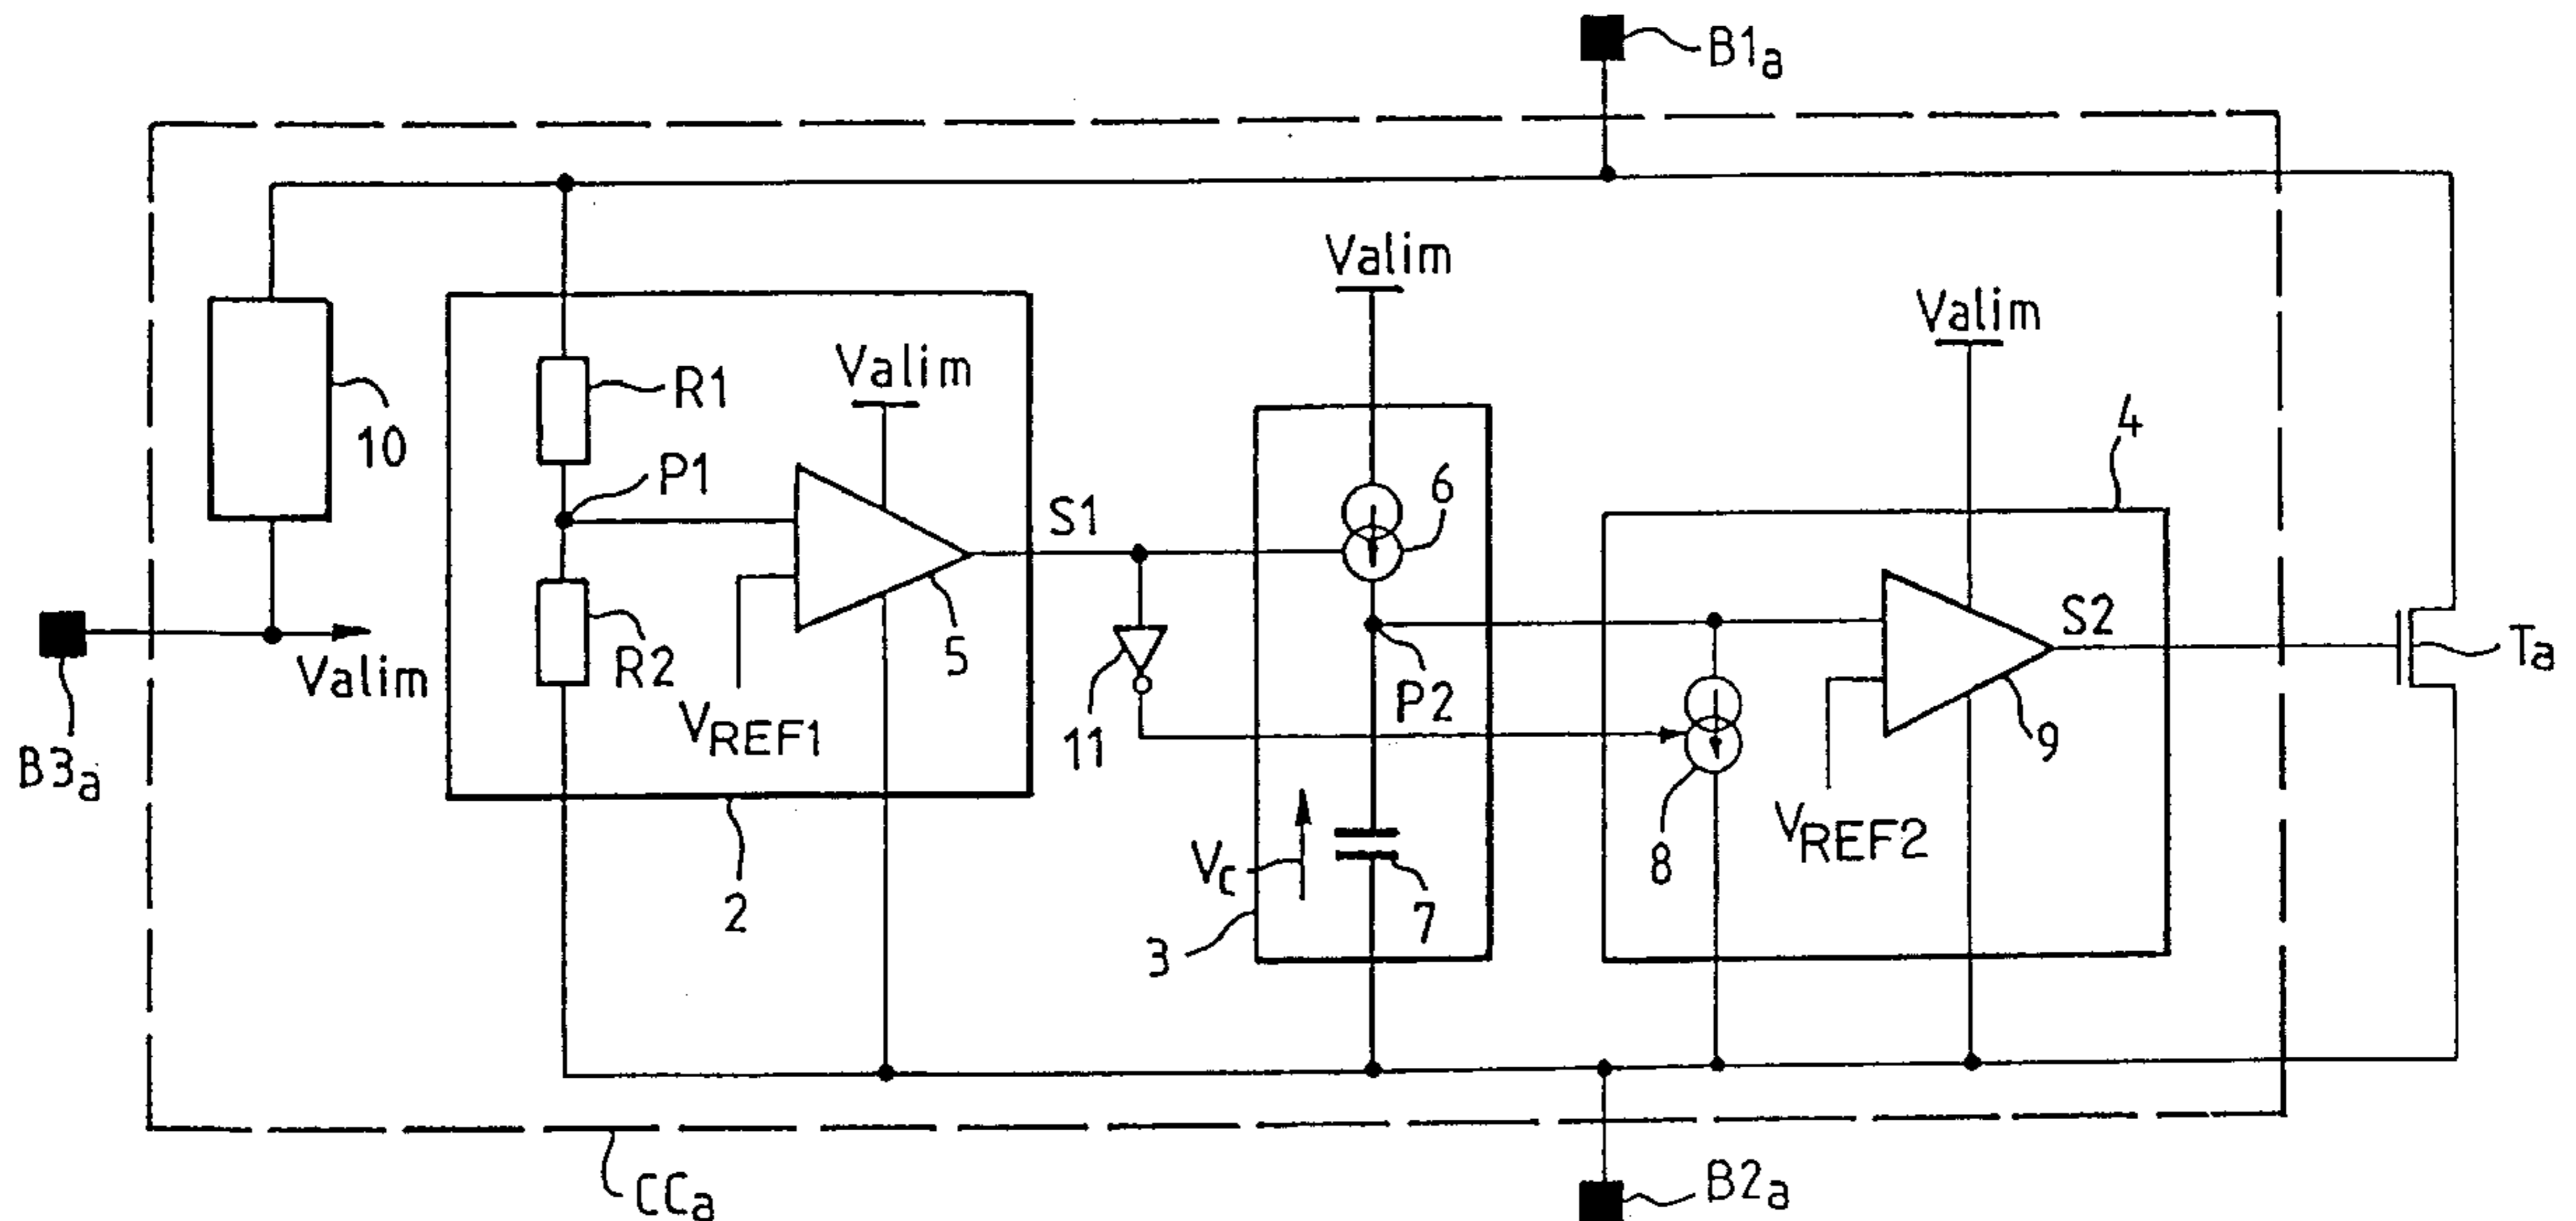 B1a
Valim
Valim
R1
Valim
4
10
P1
6
S1
S2
Ta
5
R2
Valim
VREF1
11
P2
9
B3a
VREF2
8
Vc
7
2
3
B2a
CCa